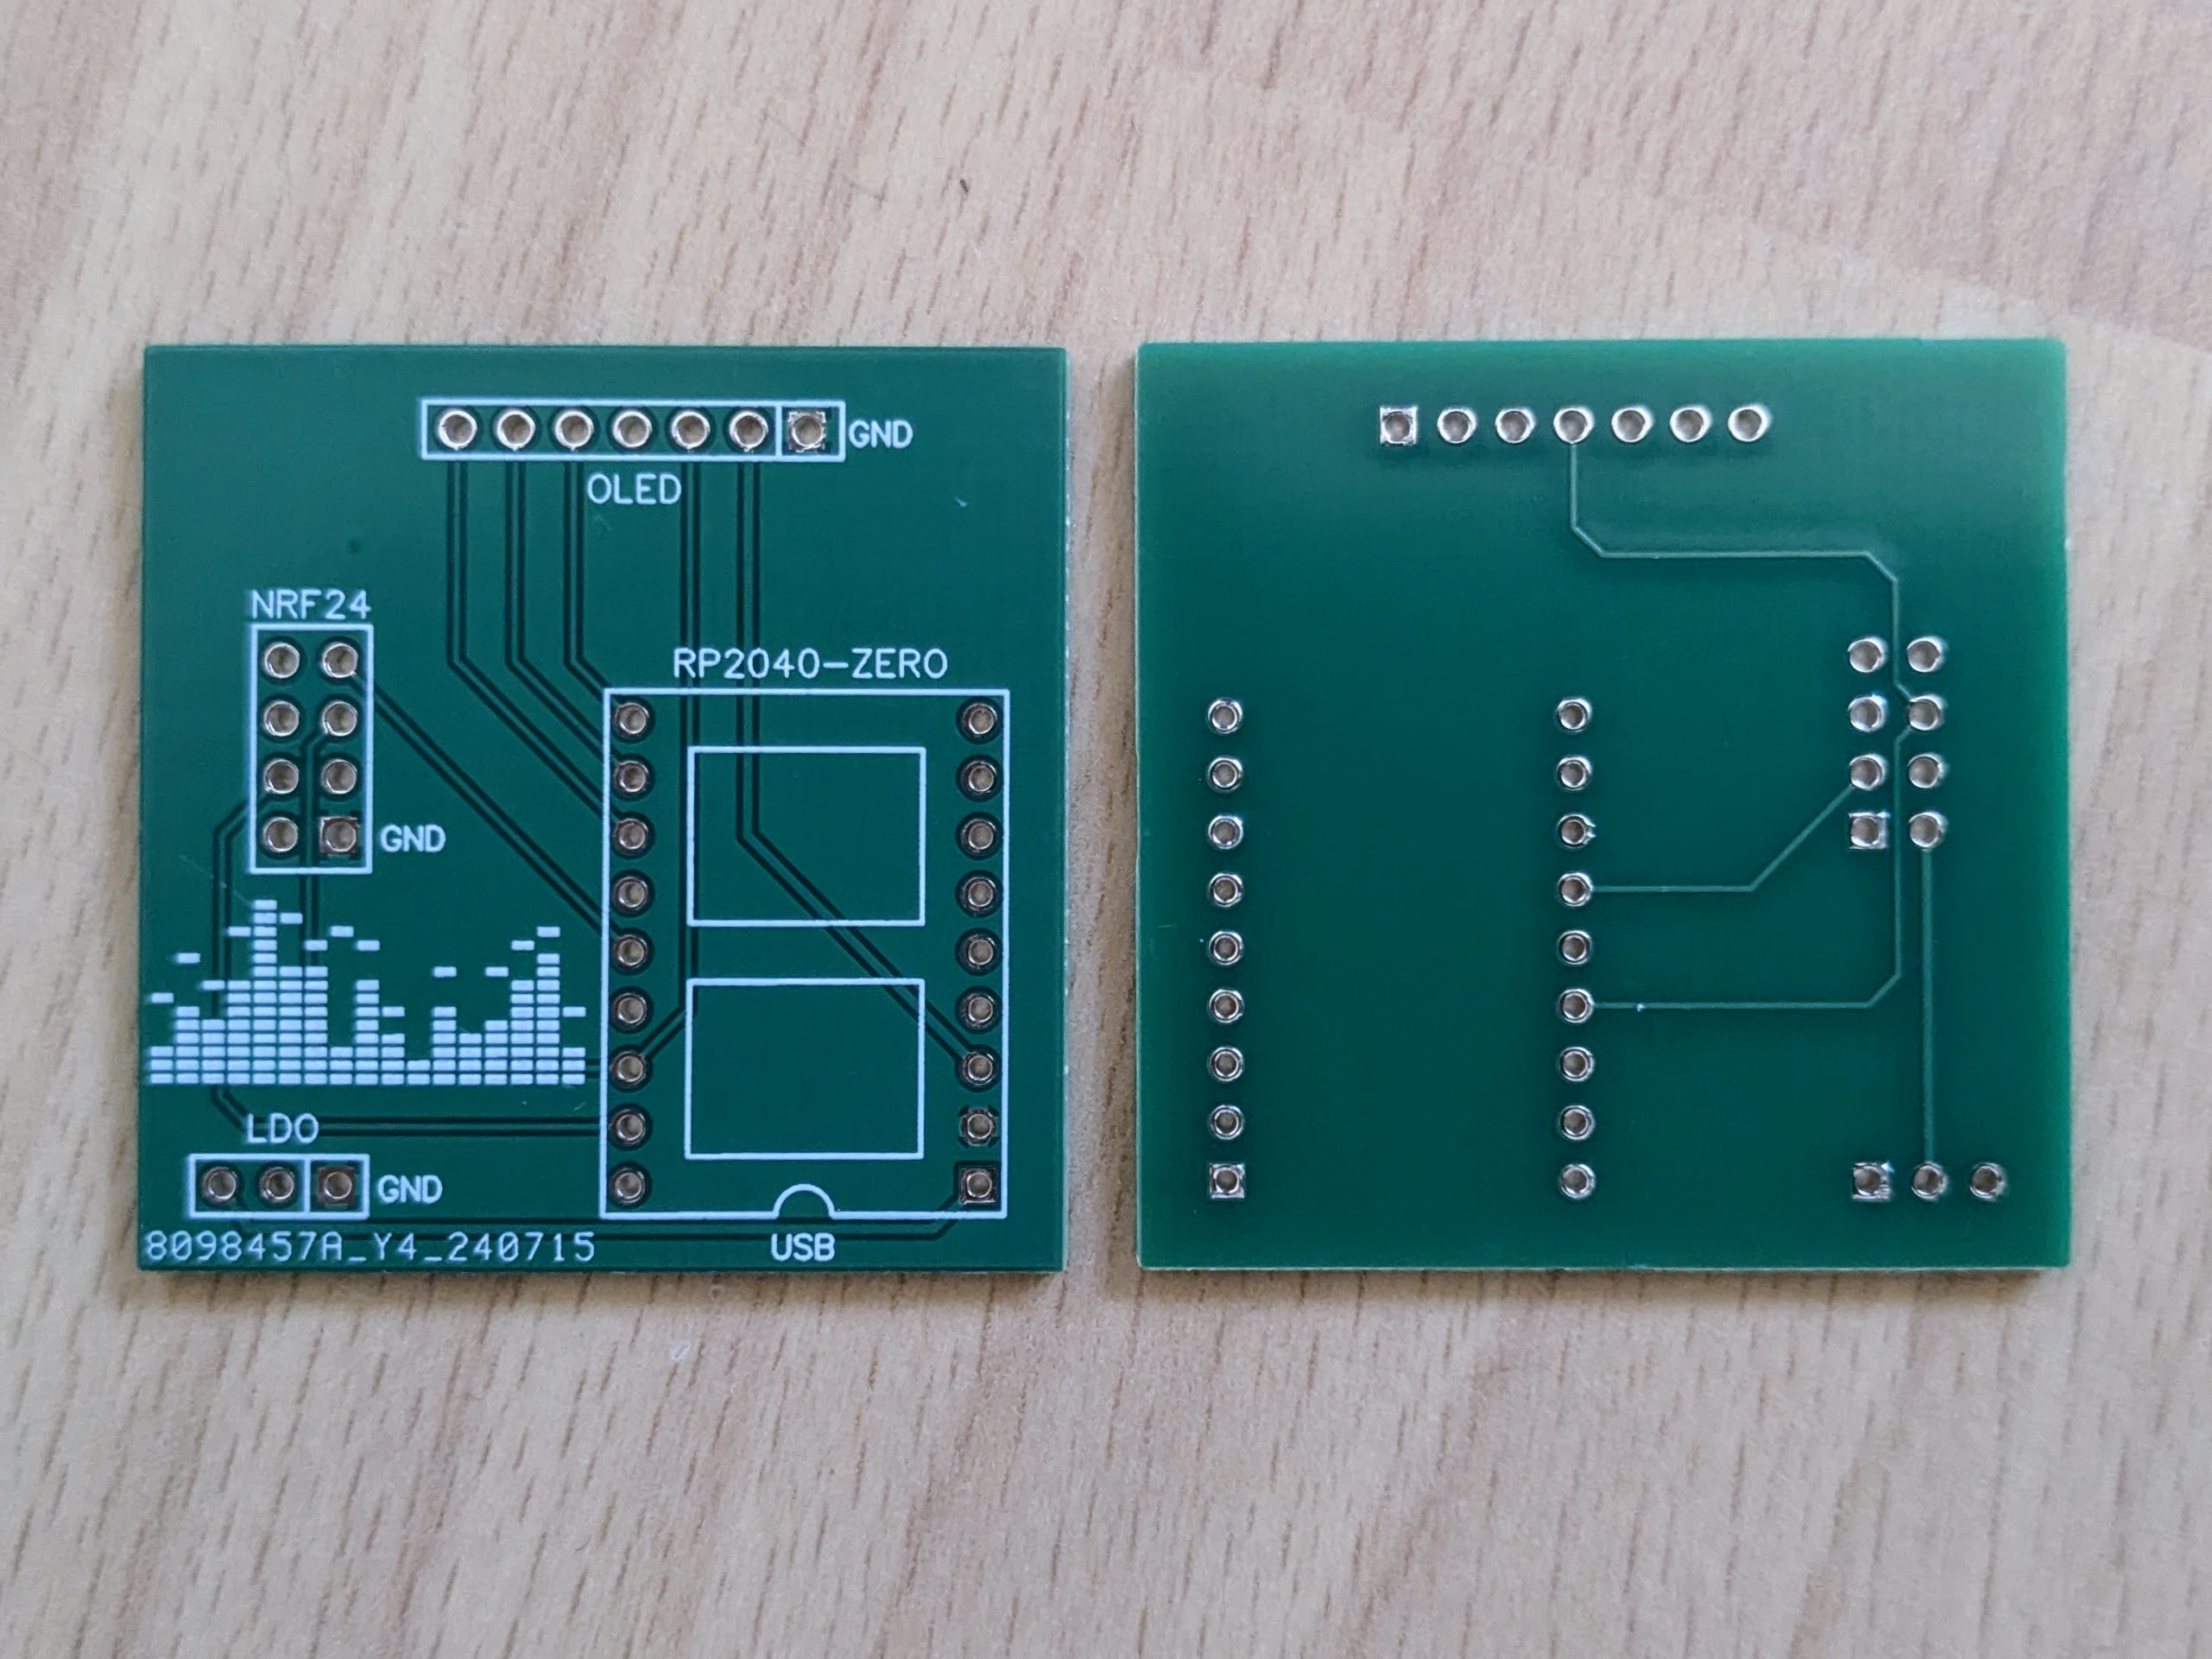 GND
OLED
NRF24
RP2040-ZERO
GND
LDO
GND
8098457A_Y4_240715
USB